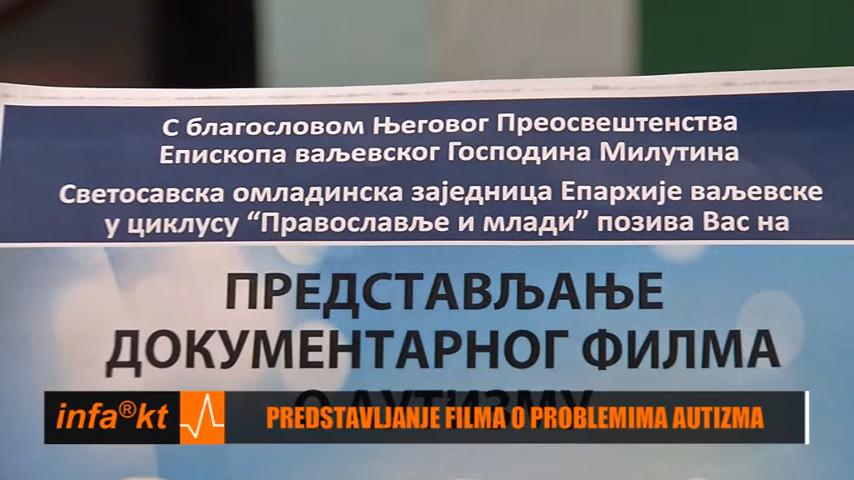 С благословом Његовог Преосвештенства
Епископа ваљевског Господина Милутина
Светосавска омладинска заједница Епархије ваљевске
у циклусу “Православље и млади” позива Вас на
ПРЕДСТАВЉАЊЕ
ДОКУМЕНТАРНОГ ФИЛМА
О АУТИЗМУ
infa®kt
PREDSTAVLJANJE FILMA O PROBLEMIMA AUTIZMA